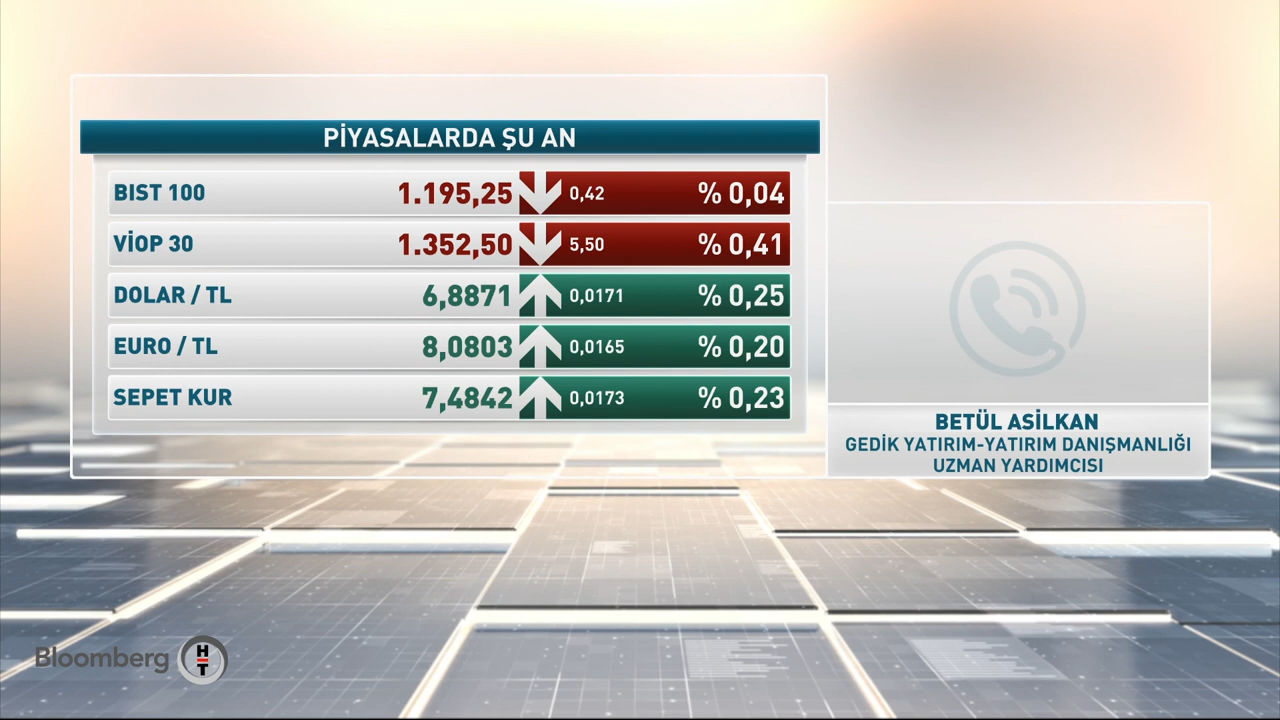 PİYASALARDA ŞU AN
BIST 100 1.195,25 0,42 % 0,04
VİOP 30 1.352,50 5,50 % 0,41
DOLAR / TL 6,8871 0,0171 % 0,25
EURO / TL 8,0803 0,0165 % 0,20
SEPET KUR 7,4842 0,0173 % 0,23
BETÜL ASİLKAN
GEDİK YATIRIM-YATIRIM DANIŞMANLIĞI
UZMAN YARDIMCISI
Bloomberg HT